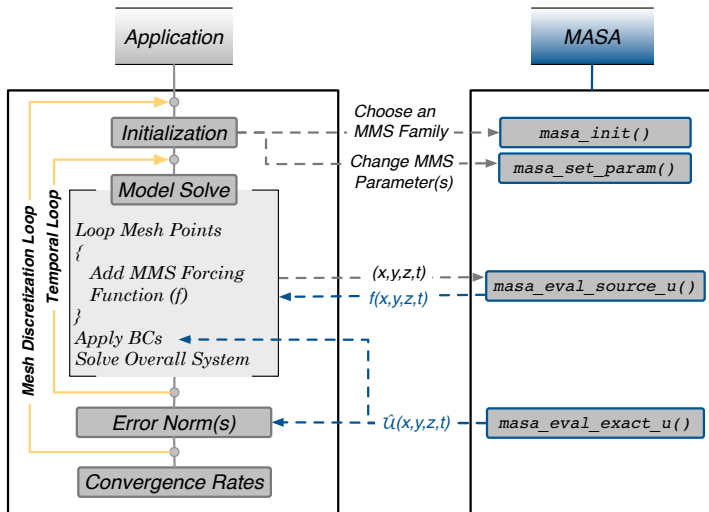 Application
MASA
Mesh Discretization Loop
Temporal Loop
Initialization
Choose an
MMS Family
masa_init()
Change MMS
Parameter(s)
masa_set_param()
Model Solve
Loop Mesh Points
{
Add MMS Forcing
Function (f)
}
Apply BCs
Solve Overall System
(x,y,z,t)
f(x,y,z,t)
masa_eval_source_u()
Error Norm(s)
û(x,y,z,t)
masa_eval_exact_u()
Convergence Rates